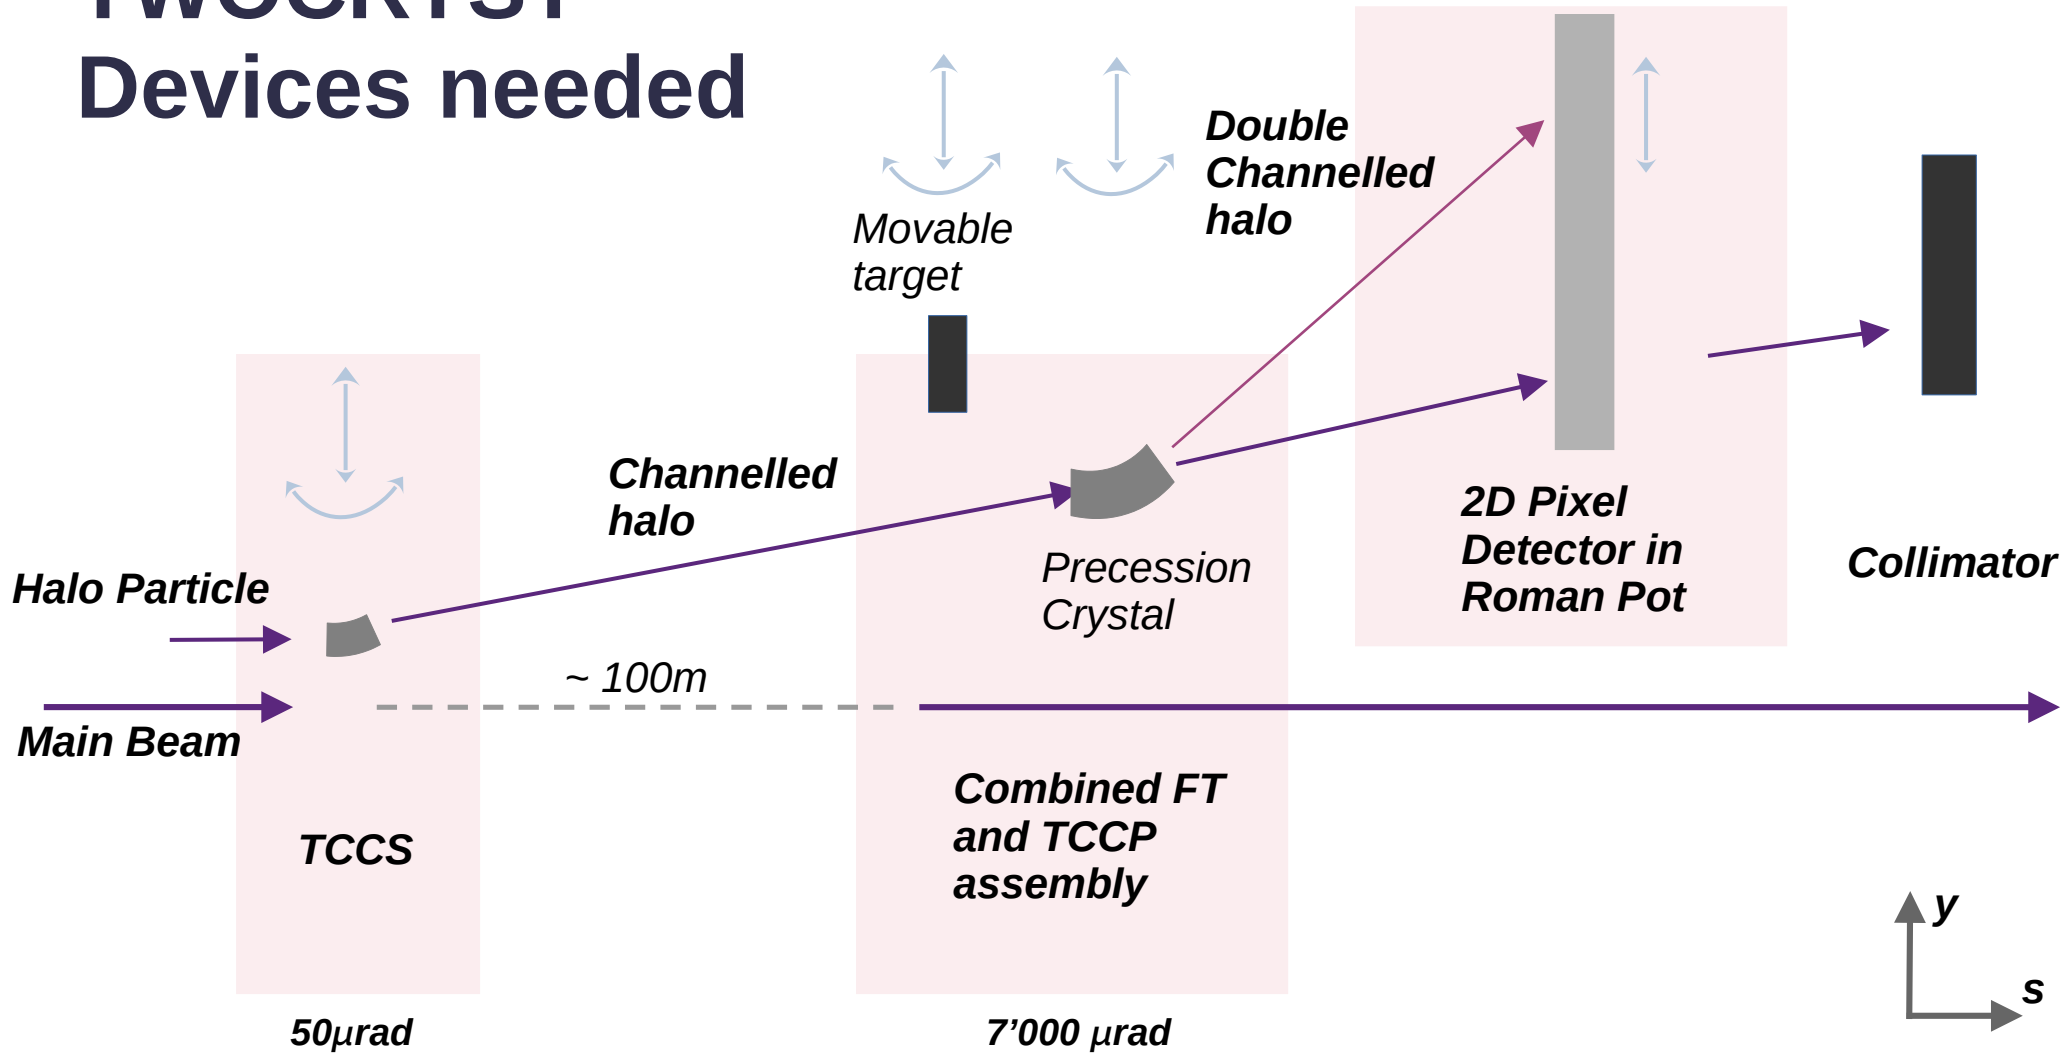 TWOCRYST
Devices needed
Double
Channelled
halo
Movable
target
Channelled
halo
2D Pixel
Detector in
Roman Pot
Collimator
Precession
Crystal
Halo Particle
~ 100m
Main Beam
Combined FT
and TCCP
assembly
TCCS
y
s
50μrad
7’000 μrad